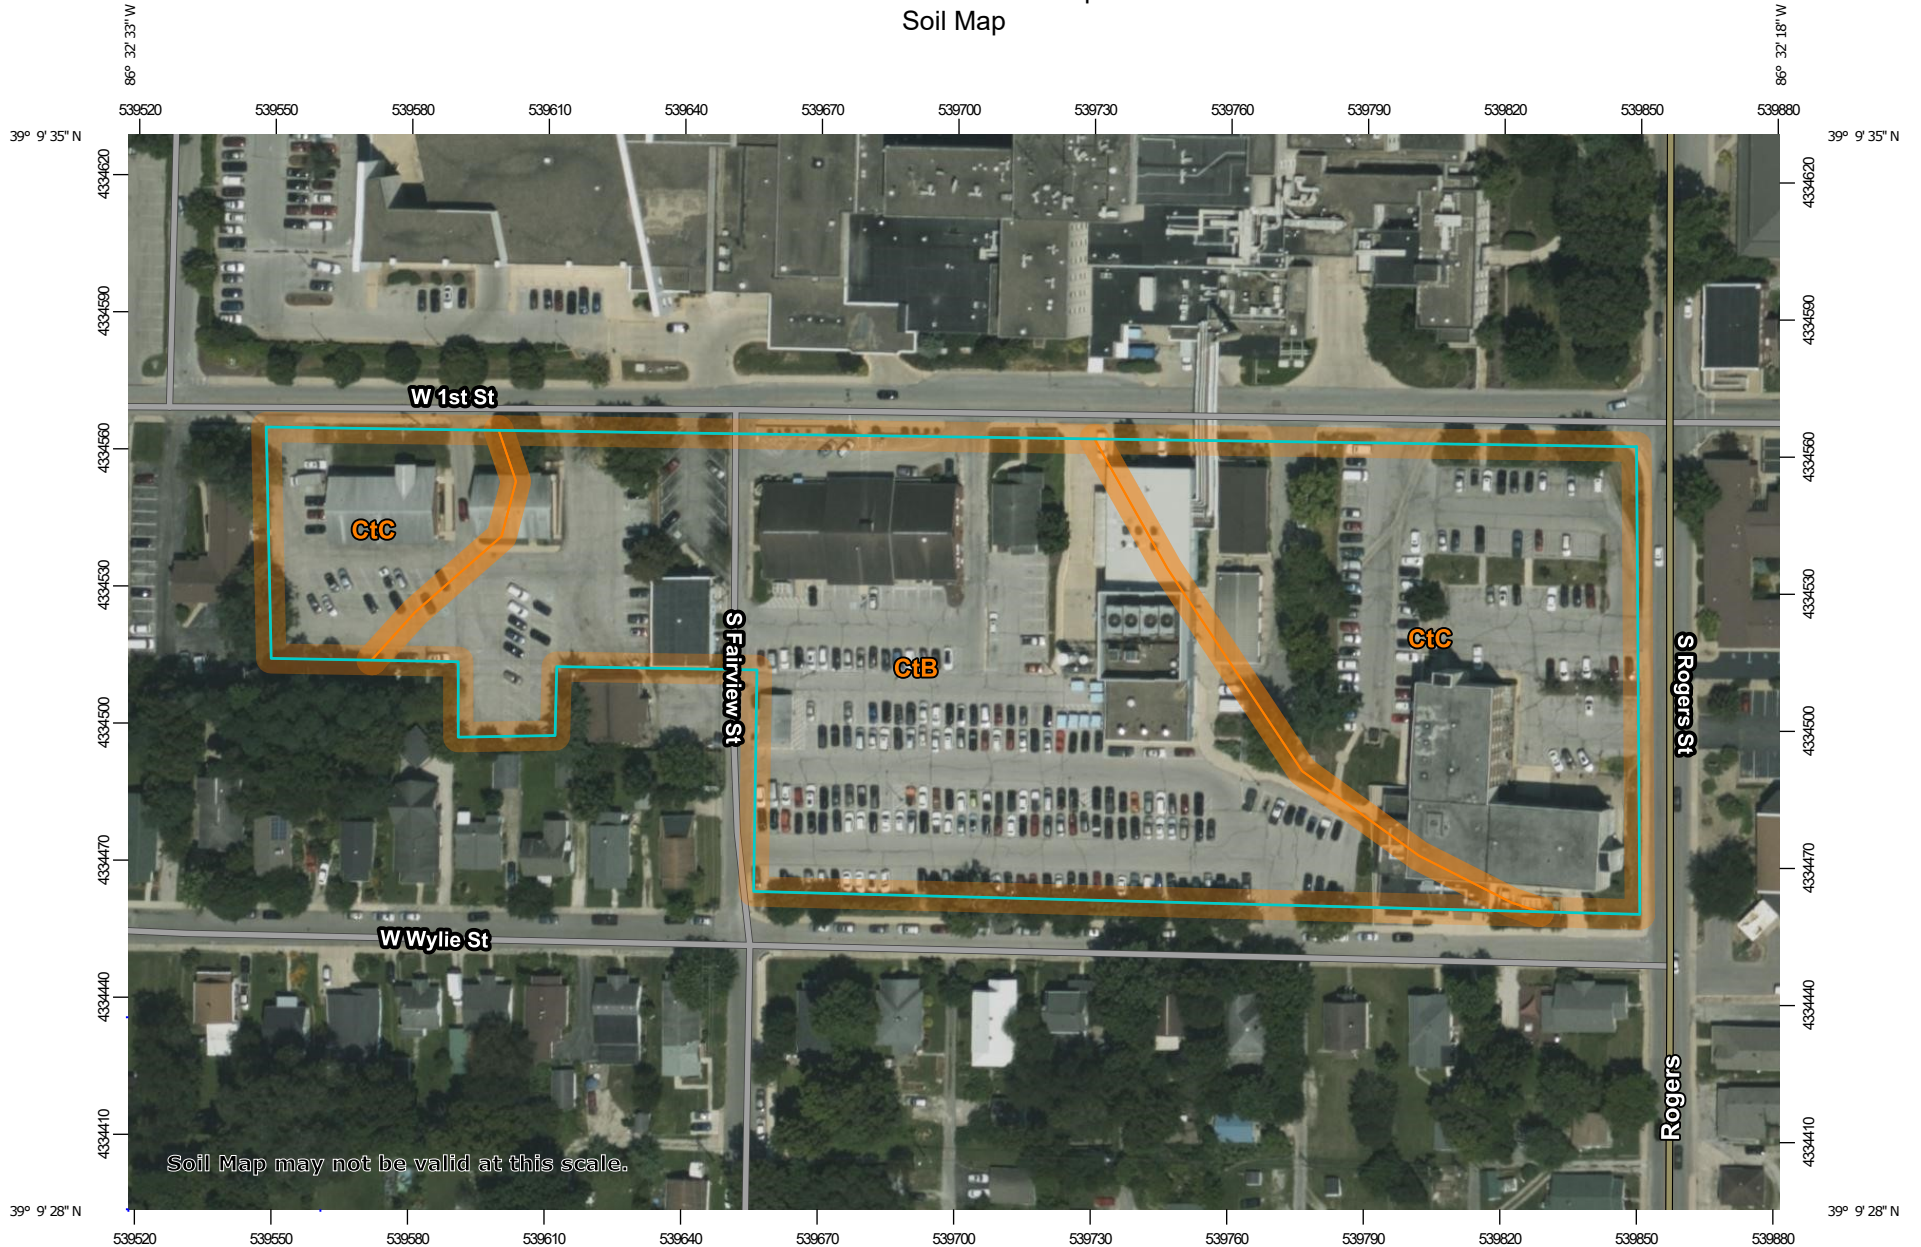 Soil Map
86° 32' 33" W
86° 32' 18" W
539520 539550 539580 539610 539640 539670 539700 539730 539760 539790 539820 539850 539880
39° 9' 35" N
39° 9' 35" N
4334620
4334620
4334590
4334590
W 1st St
4334560
4334560
CtC
4334530
4334530
S Fairview St
CtC
CtB
S Rogers St
4334500
4334500
4334470
4334470
W Wylie St
4334440
4334440
Rogers
4334410
4334410
Soil Map may not be valid at this scale.
39° 9' 28" N
39° 9' 28" N
539520 539550 539580 539610 539640 539670 539700 539730 539760 539790 539820 539850 539880